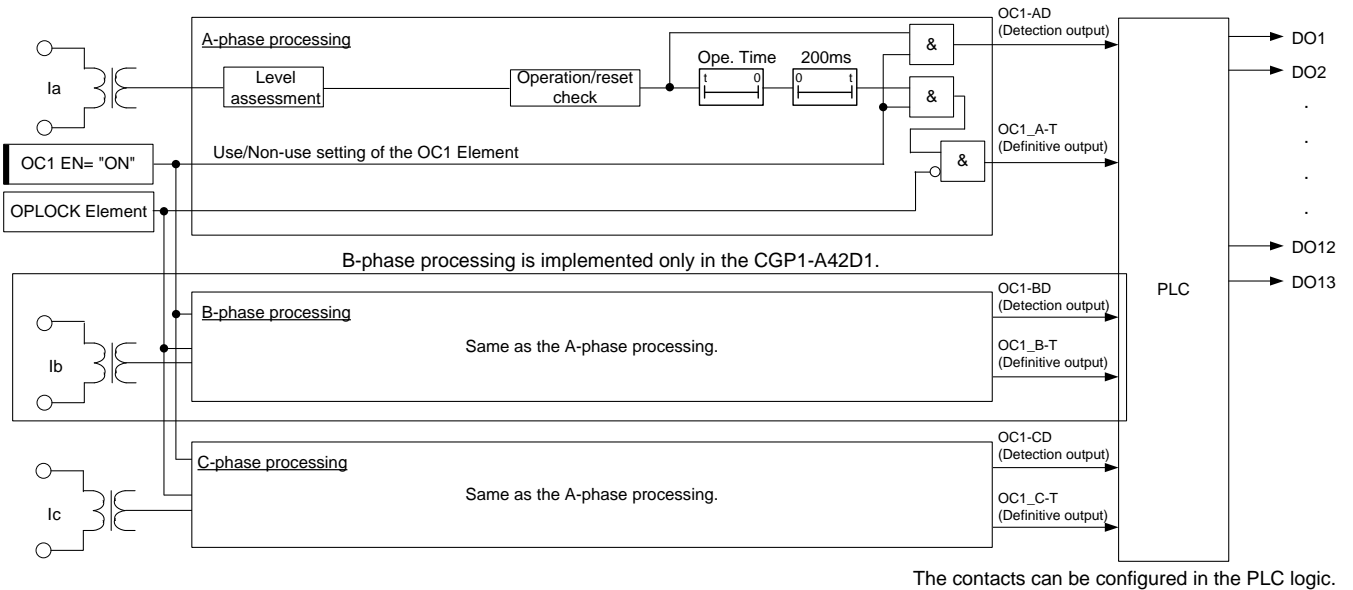 OC1-AD
(Detection output)
A-phase processing
&
DO1
Ope. Time
200ms
DO2
Level
assessment
Operation/reset
check
t 0
0 t
Ia
&
.
OC1_A-T
(Definitive output)
.
OC1 EN= "ON"
Use/Non-use setting of the OC1 Element
&
.
OPLOCK Element
.
DO12
B-phase processing is implemented only in the CGP1-A42D1.
DO13
PLC
OC1-BD
(Detection output)
B-phase processing
Ib
Same as the A-phase processing.
OC1_B-T
(Definitive output)
OC1-CD
(Detection output)
C-phase processing
Ic
Same as the A-phase processing.
OC1_C-T
(Definitive output)
The contacts can be configured in the PLC logic.